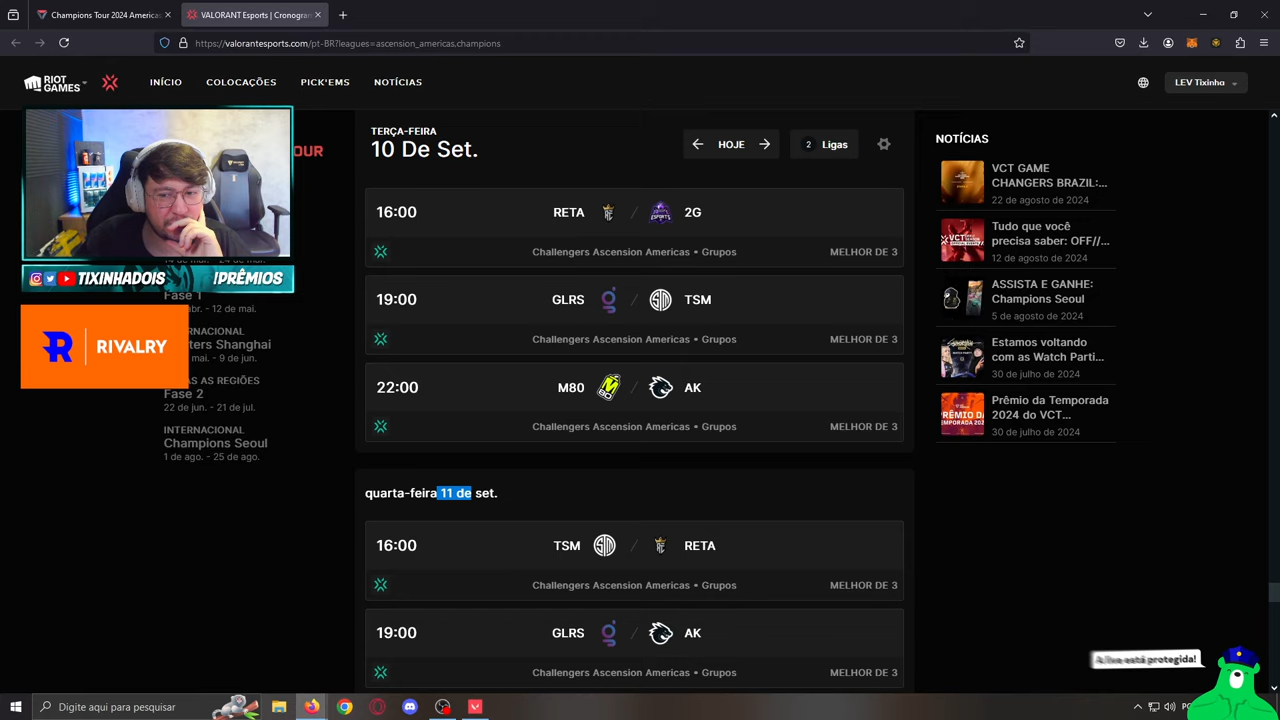 Champions Tour 2024 Americas
VALORANT Esports | Cronogram
https://valorantesports.com/pt-BR?leagues=ascension_americas,champions
RIOT GAMES
INÍCIO
COLOCAÇÕES
PICK'EMS
NOTÍCIAS
LEV Tixinha
OUR
TIXINHADOIS
!PRÊMIOS
Fase 1
abr. - 12 de mai.
INTERNACIONAL
ters Shanghai
mai. - 9 de jun.
AS REGIÕES
Fase 2
22 de jun. - 21 de jul.
INTERNACIONAL
Champions Seoul
1 de ago. - 25 de ago.
RIVALRY
TERÇA-FEIRA
10 De Set.
HOJE
2 Ligas
16:00 RETA / 2G
Challengers Ascension Americas • Grupos MELHOR DE 3
19:00 GLRS / TSM
Challengers Ascension Americas • Grupos MELHOR DE 3
22:00 M80 / AK
Challengers Ascension Americas • Grupos MELHOR DE 3
quarta-feira 11 de set.
16:00 TSM / RETA
Challengers Ascension Americas • Grupos MELHOR DE 3
19:00 GLRS / AK
Challengers Ascension Americas • Grupos MELHOR DE 3
NOTÍCIAS
VCT GAME
CHANGERS BRAZIL:...
22 de agosto de 2024
Tudo que você
precisa saber: OFF//...
12 de agosto de 2024
ASSISTA E GANHE:
Champions Seoul
5 de agosto de 2024
Estamos voltando
com as Watch Parti...
30 de julho de 2024
Prêmio da Temporada
2024 do VCT...
30 de julho de 2024
A live está protegida!
Digite aqui para pesquisar